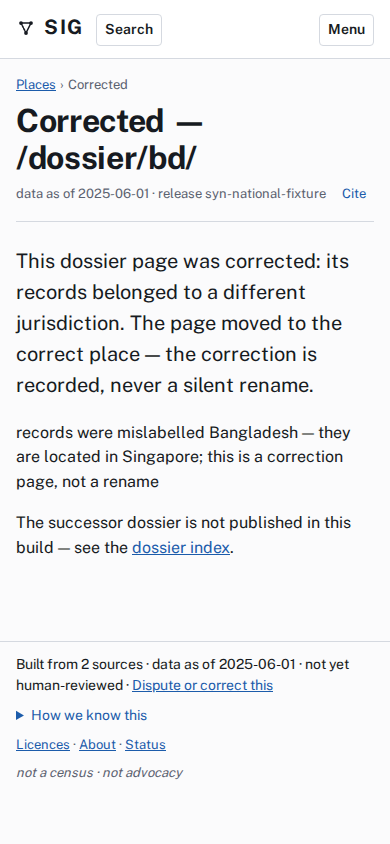 SIG
Search
Menu
Places › Corrected
Corrected —
/dossier/bd/
data as of 2025-06-01 · release syn-national-fixture
Cite
This dossier page was corrected: its
records belonged to a different
jurisdiction. The page moved to the
correct place — the correction is
recorded, never a silent rename.
records were mislabelled Bangladesh — they
are located in Singapore; this is a correction
page, not a rename
The successor dossier is not published in this
build — see the dossier index.
Built from 2 sources · data as of 2025-06-01 · not yet
human-reviewed · Dispute or correct this
How we know this
Licences · About · Status
not a census · not advocacy